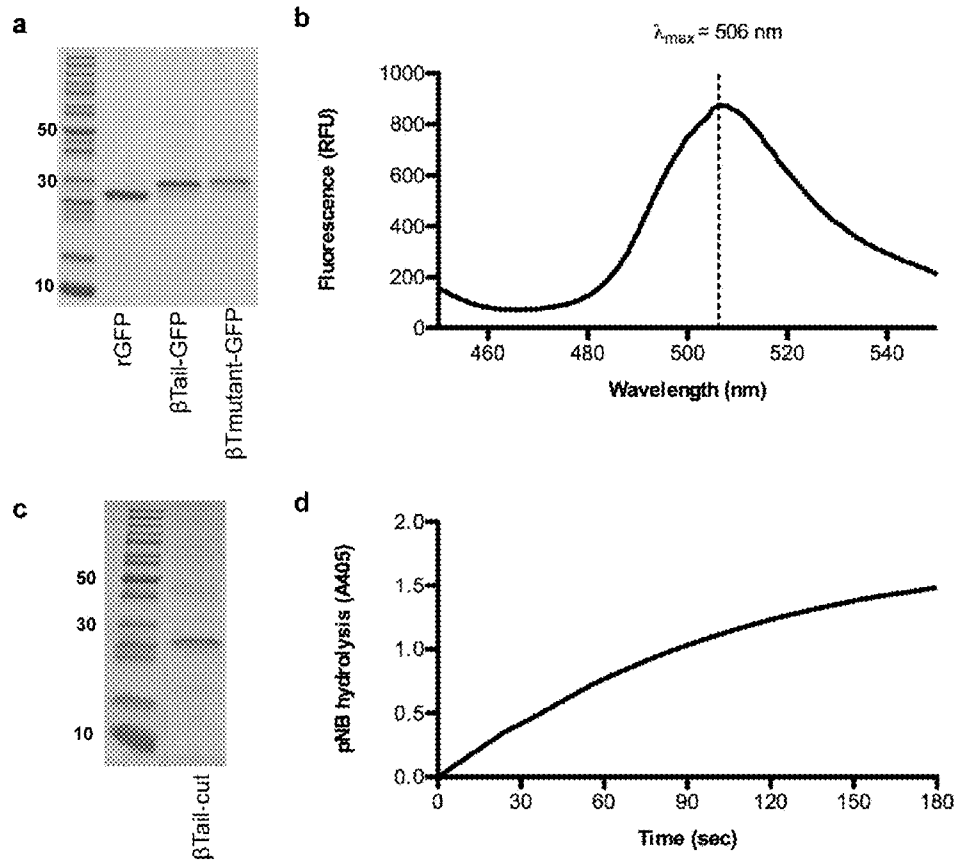 a
50
30
10
rGFP
βTail-GFP
βTmutant-GFP
b
λmax = 506 nm
1000
800
600
400
200
0
Fluorescence (RFU)
460
480
500
520
540
Wavelength (nm)
c
50
30
10
βTail-cut
d
2.0
1.5
1.0
0.5
0.0
pNB hydrolysis (A405)
0
30
60
90
120
150
180
Time (sec)